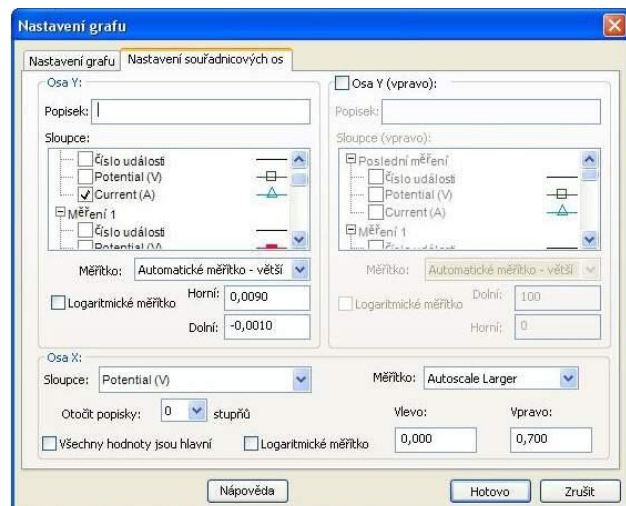 Nastavení grafu
Nastavení grafu
Nastavení souřadnicových os
Osa Y:
Popisek:
Sloupce:
Číslo události
Potential (V)
Current (A)
Měření 1
Číslo události
Potential (V)
Měřítko: Automatické měřítko - větší
Logaritmické měřítko
Horní: 0,0090
Dolní: -0,0010
Osa Y (vpravo):
Popisek:
Sloupce (vpravo):
Poslední měření
Číslo události
Potential (V)
Current (A)
Měření 1
Číslo události
Měřítko: Automatické měřítko - větší
Logaritmické měřítko
Dolní: 100
Horní: 0
Osa X:
Sloupce: Potential (V)
Měřítko: Autoscale Larger
Otočit popisky: 0 stupňů
Vlevo:
Vpravo:
Všechny hodnoty jsou hlavní
Logaritmické měřítko
0,000
0,700
Nápověda
Hotovo
Zrušit